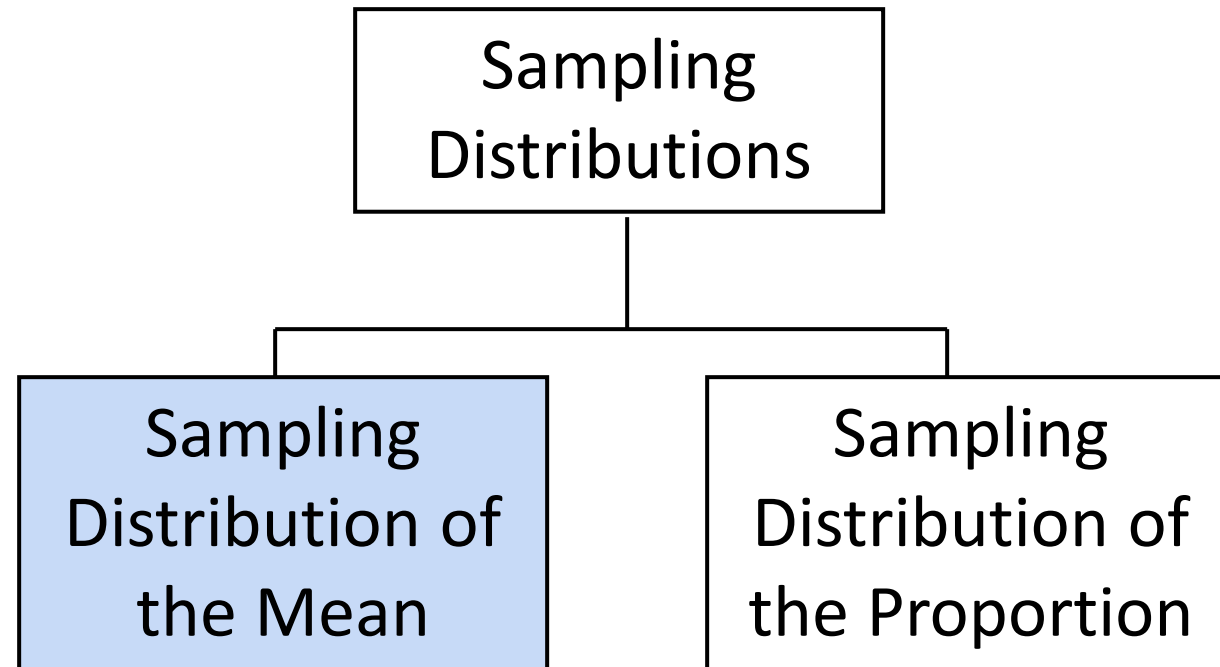 Sampling
Distributions
Sampling
Distribution of
the Mean
Sampling
Distribution of
the Proportion